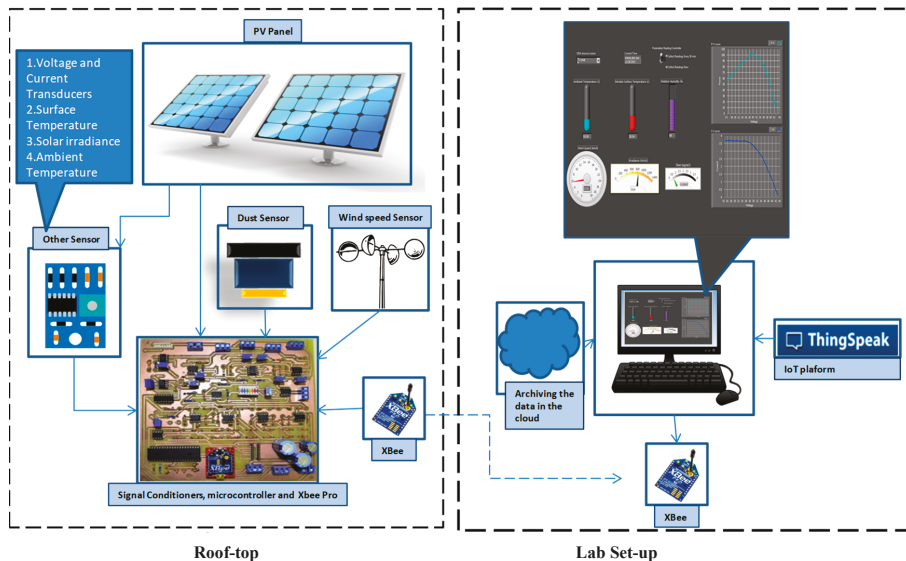 PV Panel
1.Voltage and
Current
Transducers
2.Surface
Temperature
3.Solar irradiance
4.Ambient
Temperature
Other Sensor
Dust Sensor
Wind speed Sensor
XBee
Signal Conditioners, microcontroller and Xbee Pro
Roof-top
Archiving the
data in the
cloud
ThingSpeak
IoT plaform
XBee
Lab Set-up